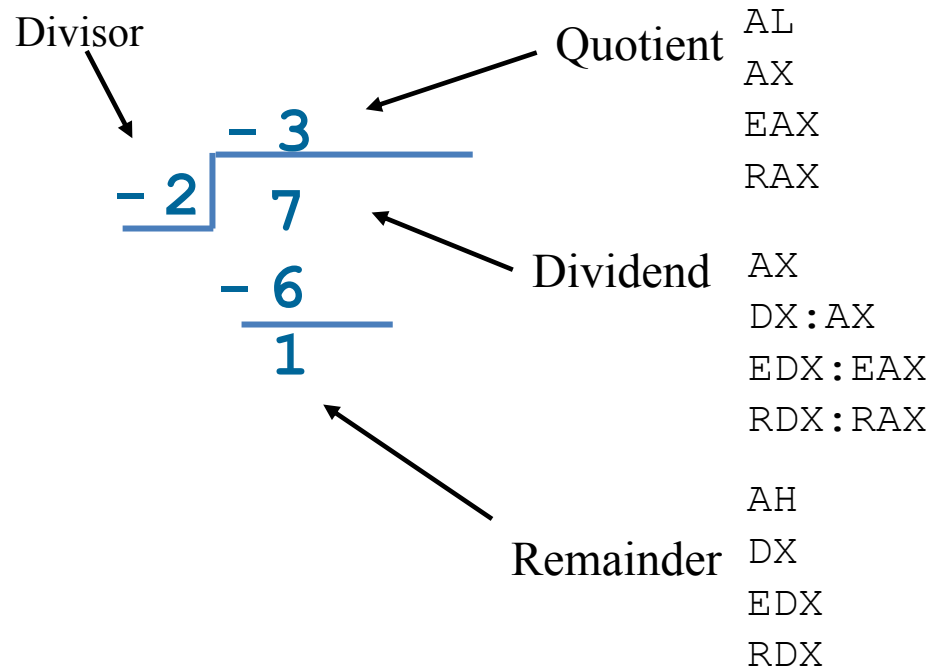 Divisor
Quotient
AL
AX
EAX
RAX
- 3
- 2
7
- 6
1
Dividend
AX
DX:AX
EDX:EAX
RDX:RAX
Remainder
AH
DX
EDX
RDX